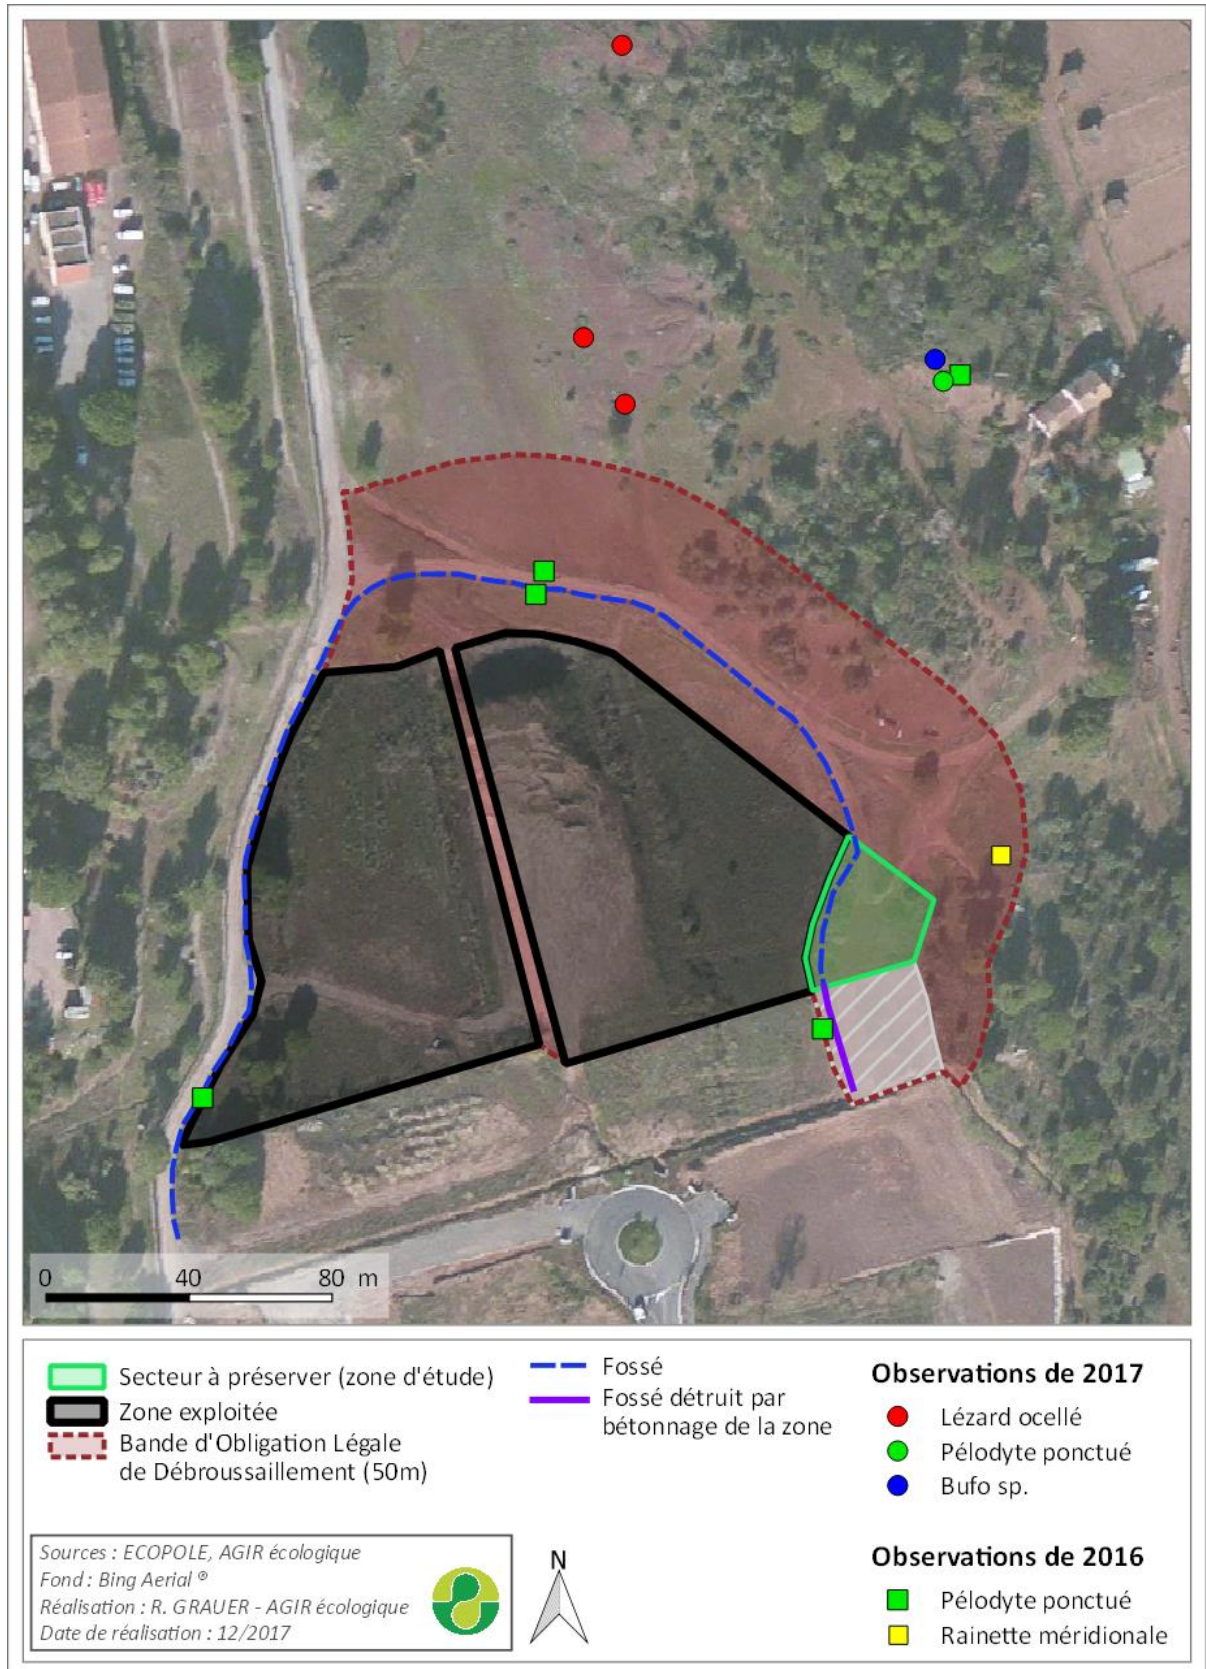 0 40 80 m
Secteur à préserver (zone d'étude)
Zone exploitée
Bande d'Obligation Légale
de Débroussaillement (50m)
Fossé
Fossé détruit par
bétonnage de la zone
Observations de 2017
Lézard ocellé
Pélodyte ponctué
Bufo sp.
Observations de 2016
Pélodyte ponctué
Rainette méridionale
Sources : ECOPOLE, AGIR écologique
Fond : Bing Aerial ®
Réalisation : R. GRAUER - AGIR écologique
Date de réalisation : 12/2017
N